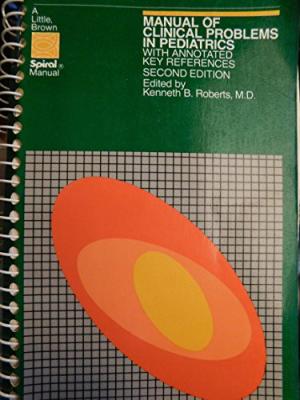 A
Little,
Brown
Spiral ®
Manual
MANUAL OF
CLINICAL PROBLEMS
IN PEDIATRICS
WITH ANNOTATED
KEY REFERENCES
SECOND EDITION
Edited by
Kenneth B. Roberts, M.D.